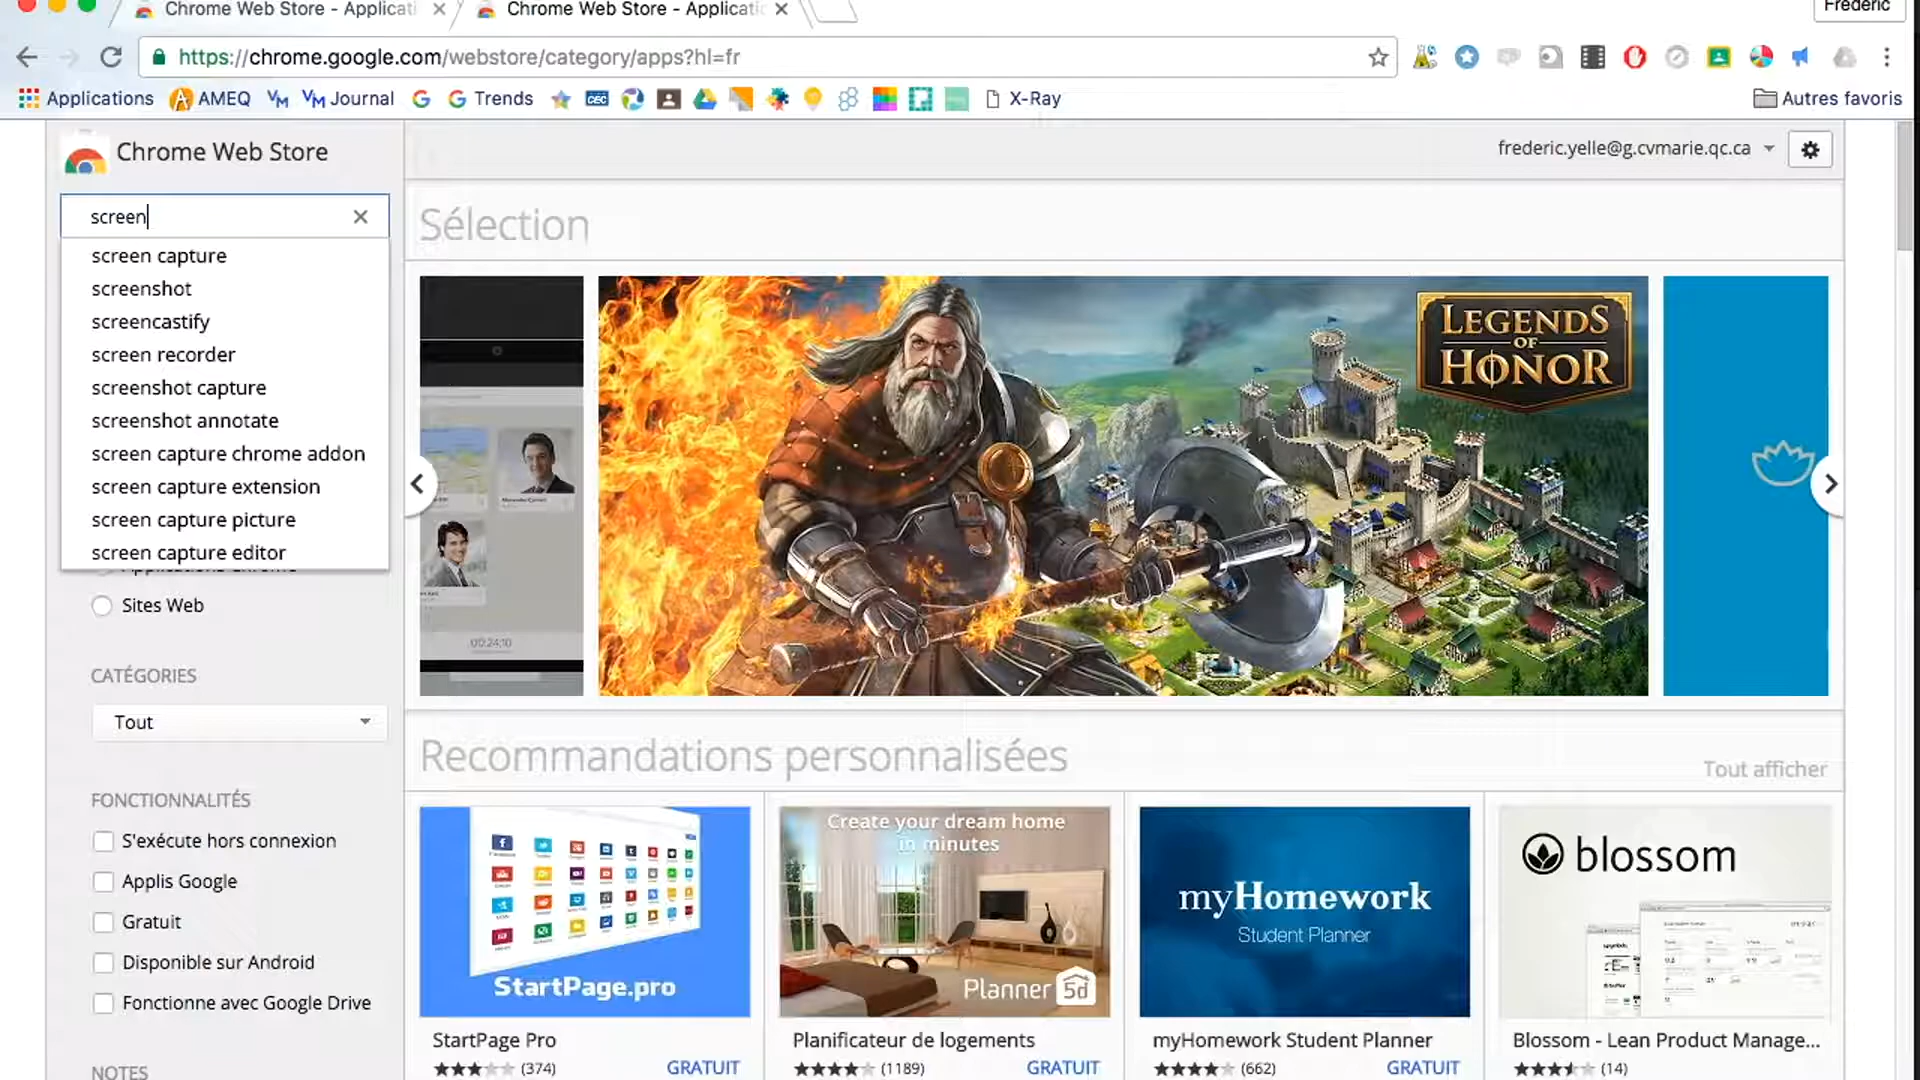 Chrome Web Store - Applicati
Chrome Web Store - Applicatio
Frederic
https://chrome.google.com/webstore/category/apps?hl=fr
Applications
AMEQ
Journal
Trends
CEC
X-Ray
Autres favoris
Chrome Web Store
frederic.yelle@g.cvmarie.qc.ca
screen
screen capture
screenshot
screencastify
screen recorder
screenshot capture
screenshot annotate
screen capture chrome addon
screen capture extension
screen capture picture
screen capture editor
Sites Web
CATÉGORIES
Tout
FONCTIONNALITÉS
S'exécute hors connexion
Applis Google
Gratuit
Disponible sur Android
Fonctionne avec Google Drive
NOTES
Sélection
00:24:10
LEGENDS
OF
HONOR
Recommandations personnalisées
Tout afficher
StartPage.pro
Create your dream home
in minutes
Planner 5d
myHomework
Student Planner
blossom
StartPage Pro
(374)
GRATUIT
Planificateur de logements
(1189)
GRATUIT
myHomework Student Planner
(662)
GRATUIT
Blossom - Lean Product Manage...
(14)